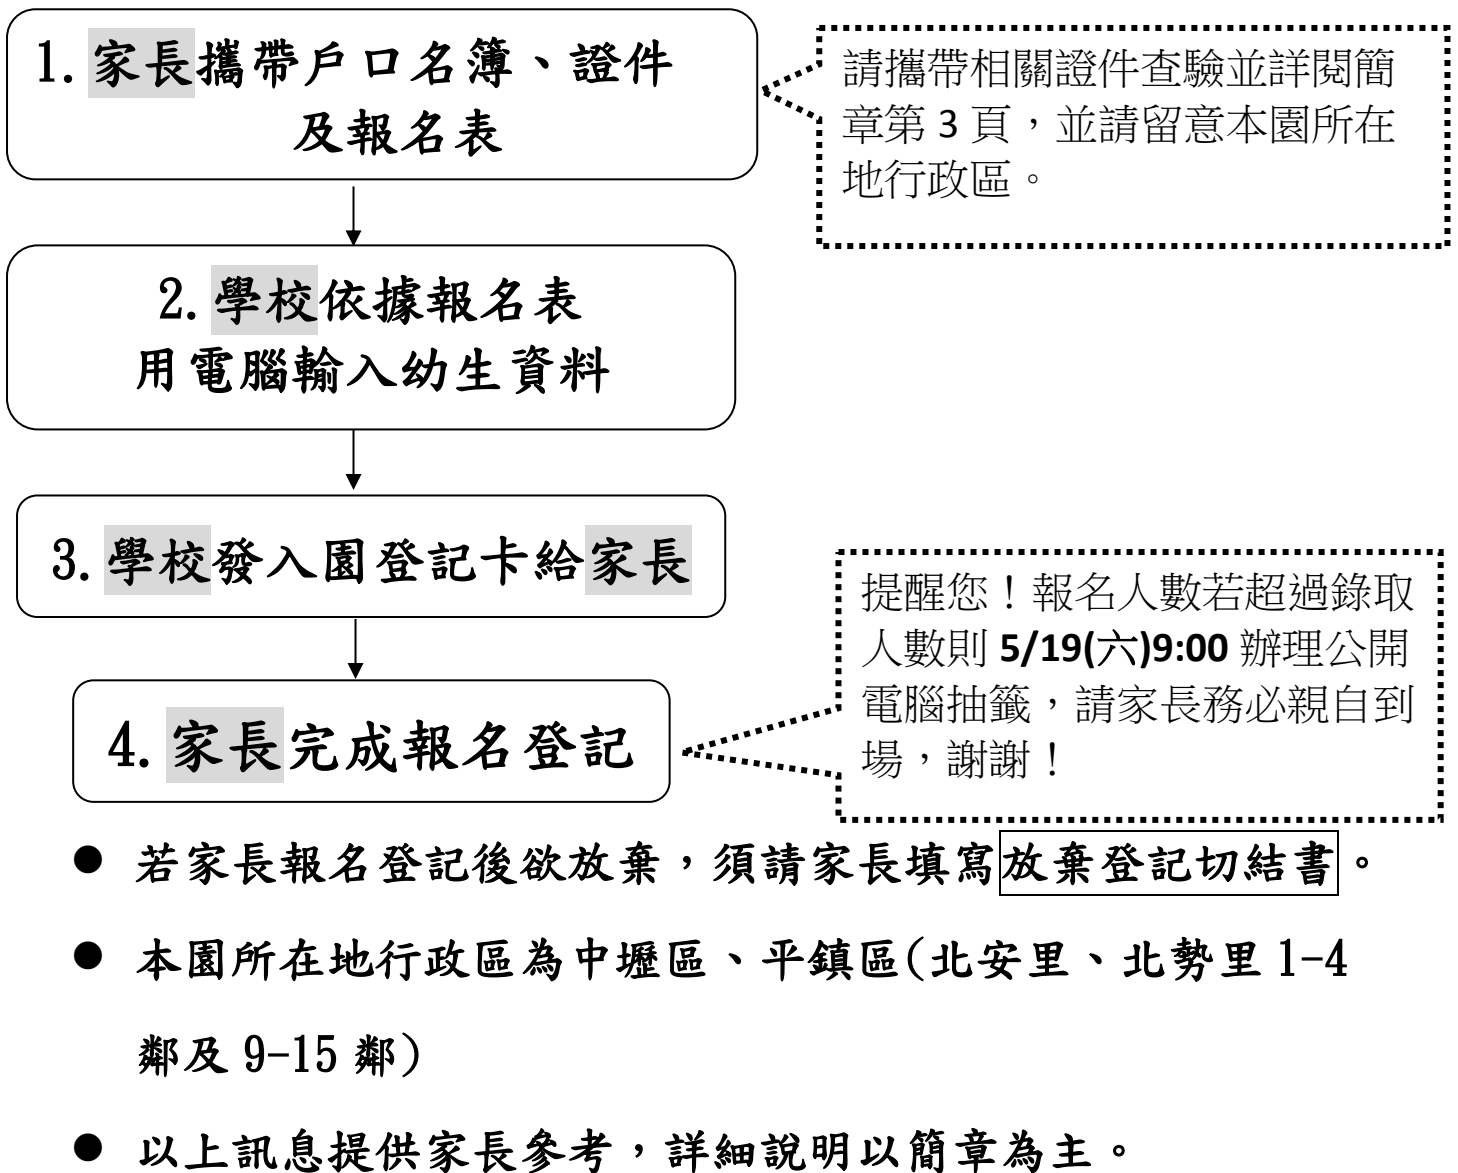 1. 家長攜帶戶口名簿、證件
及報名表
請攜帶相關證件查驗並詳閱簡
章第 3 頁，並請留意本園所在
地行政區。
2. 學校依據報名表
用電腦輸入幼生資料
3. 學校發入園登記卡給家長
4. 家長完成報名登記
提醒您！報名人數若超過錄取
人數則 5/19(六)9:00 辦理公開
電腦抽籤，請家長務必親自到
場，謝謝！
● 若家長報名登記後欲放棄，須請家長填寫放棄登記切結書。
● 本園所在地行政區為中壢區、平鎮區(北安里、北勢里 1-4
鄰及 9-15 鄰)
● 以上訊息提供家長參考，詳細說明以簡章為主。